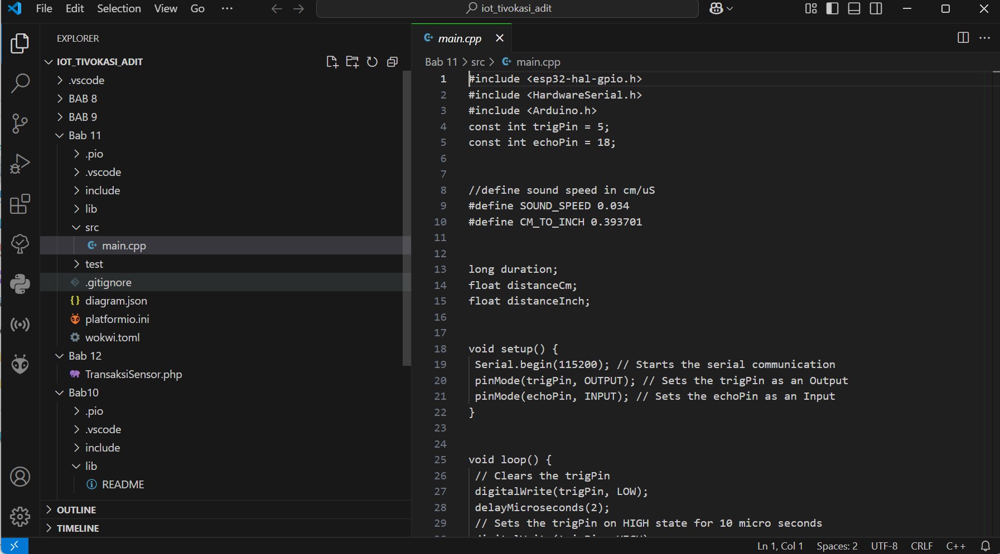 File Edit Selection View Go ··· iot_tivokasi_adit
EXPLORER
IOT_TIVOKASI_ADIT
.vscode
BAB 8
BAB 9
Bab 11
.pio
.vscode
include
lib
src
main.cpp
test
.gitignore
diagram.json
platformio.ini
wokwi.toml
Bab 12
TransaksiSensor.php
Bab10
.pio
.vscode
include
lib
README
OUTLINE
TIMELINE
main.cpp
Bab 11 > src > main.cpp
1 #include <esp32-hal-gpio.h>
2 #include <HardwareSerial.h>
3 #include <Arduino.h>
4 const int trigPin = 5;
5 const int echoPin = 18;
6
7
8 //define sound speed in cm/uS
9 #define SOUND_SPEED 0.034
10 #define CM_TO_INCH 0.393701
11
12
13 long duration;
14 float distanceCm;
15 float distanceInch;
16
17
18 void setup() {
19 Serial.begin(115200); // Starts the serial communication
20 pinMode(trigPin, OUTPUT); // Sets the trigPin as an Output
21 pinMode(echoPin, INPUT); // Sets the echoPin as an Input
22 }
23
24
25 void loop() {
26 // Clears the trigPin
27 digitalWrite(trigPin, LOW);
28 delayMicroseconds(2);
29 // Sets the trigPin on HIGH state for 10 micro seconds
Ln 1, Col 1 Spaces: 2 UTF-8 CRLF C++